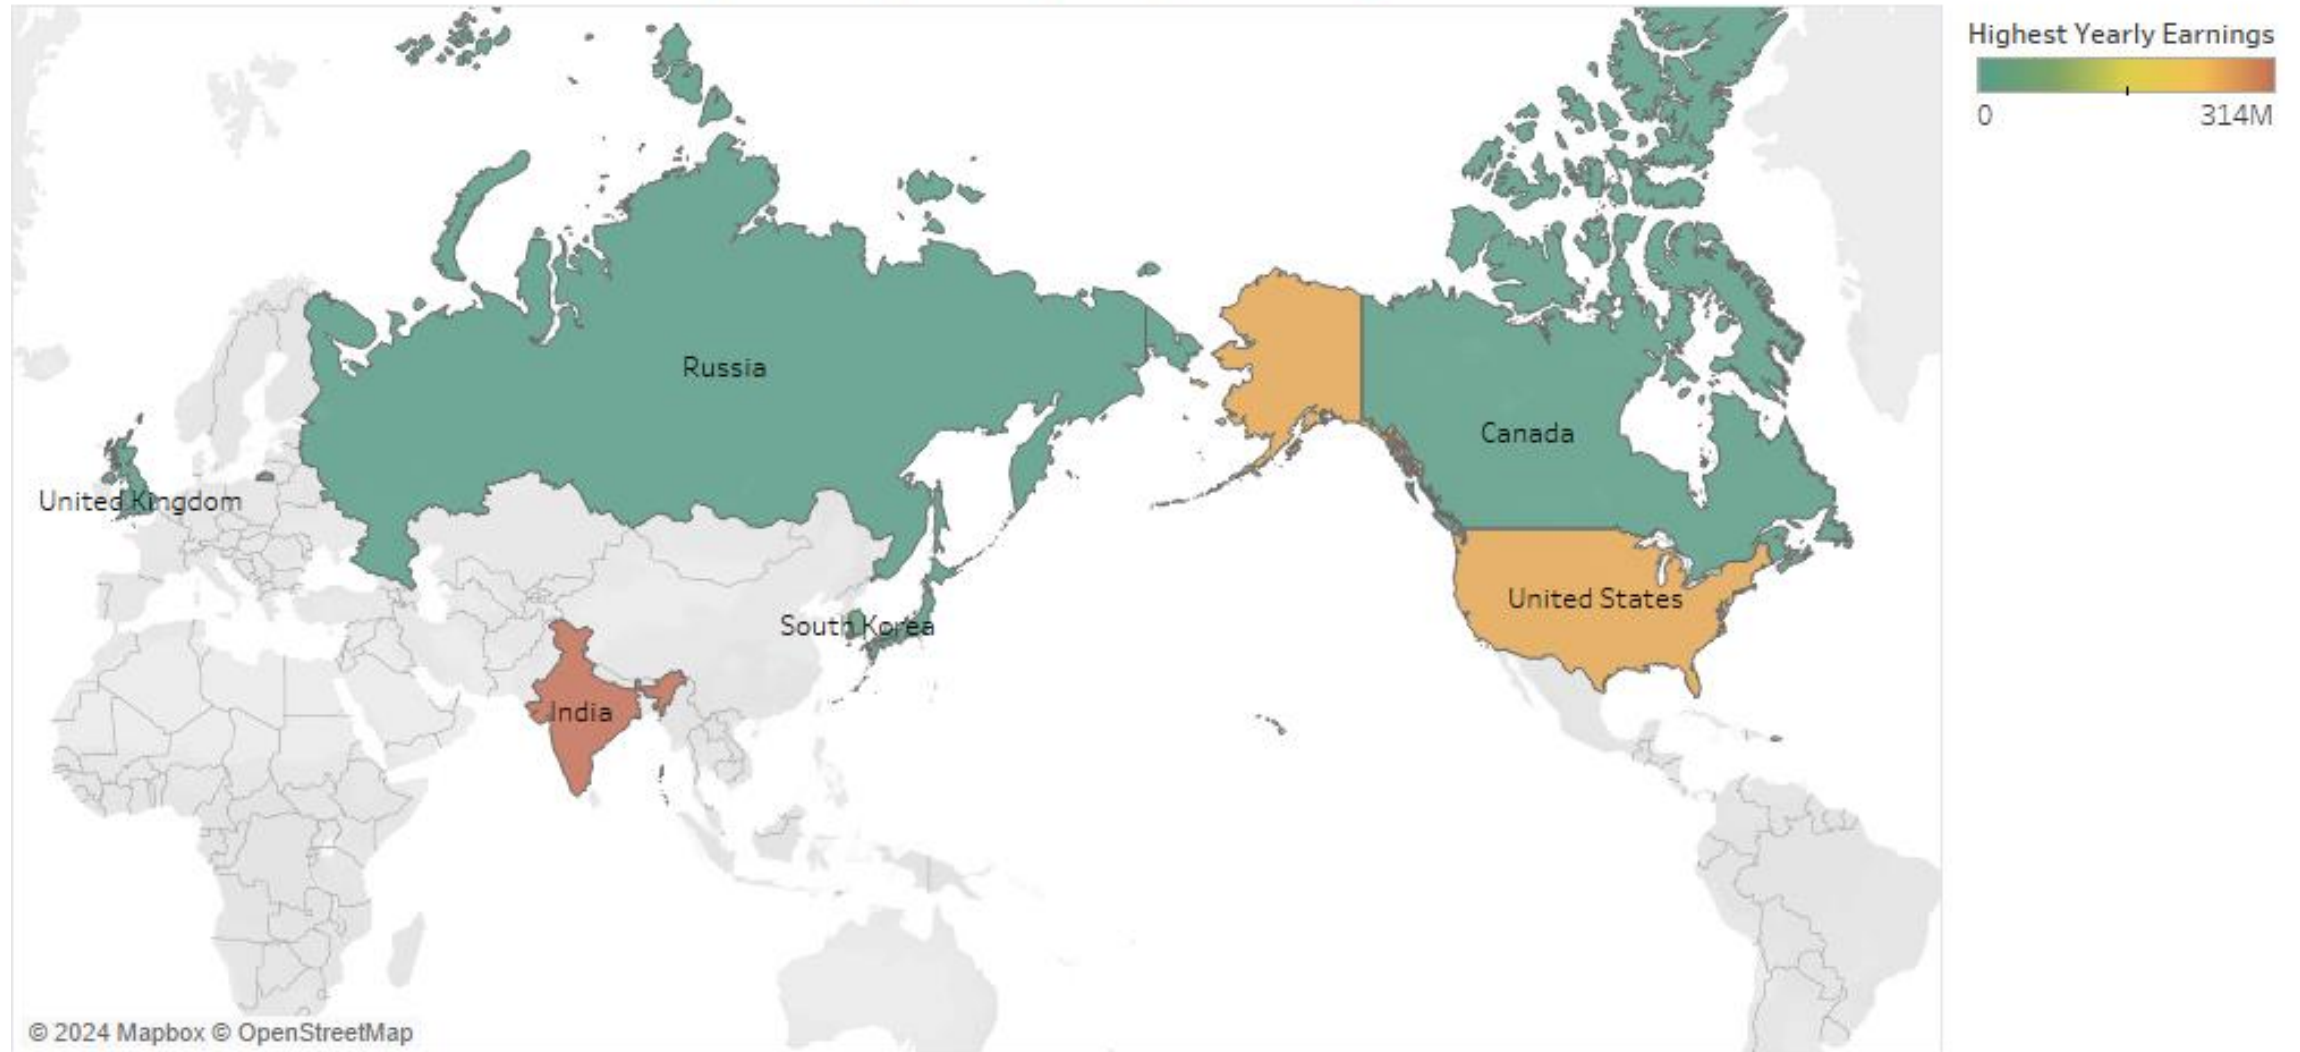 Highest Yearly Earnings
0 314M
Russia
Canada
United Kingdom
United States
South Korea
India
© 2024 Mapbox © OpenStreetMap